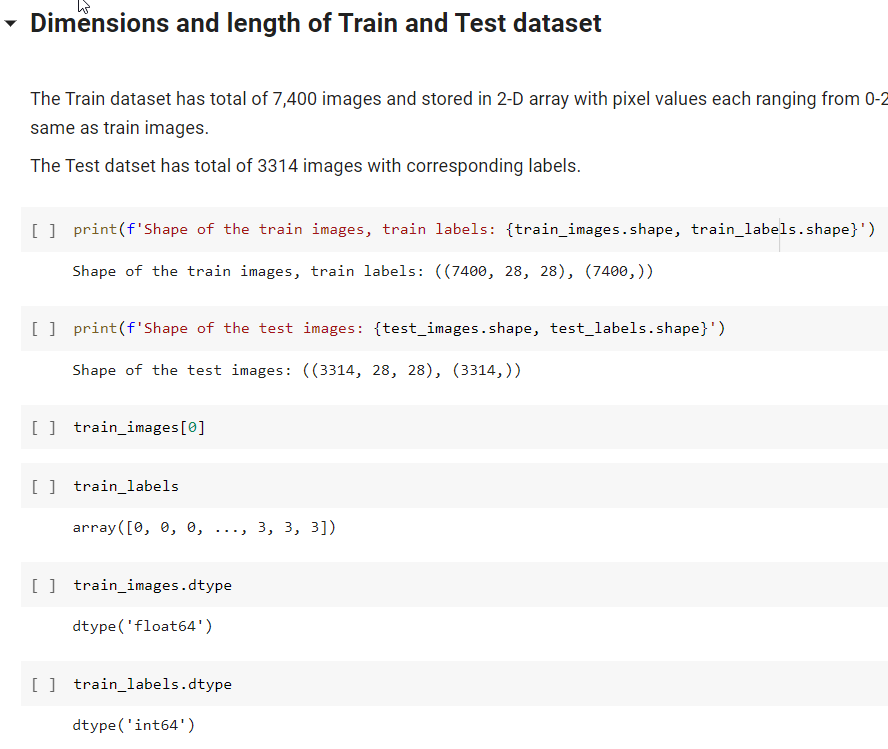 Dimensions and length of Train and Test dataset
The Train dataset has total of 7,400 images and stored in 2-D array with pixel values each ranging from 0-2
same as train images.
The Test datset has total of 3314 images with corresponding labels.
[ ] print(f'Shape of the train images, train labels: {train_images.shape, train_labels.shape}')
Shape of the train images, train labels: ((7400, 28, 28), (7400,))
[ ] print(f'Shape of the test images: {test_images.shape, test_labels.shape}')
Shape of the test images: ((3314, 28, 28), (3314,))
[ ] train_images[0]
[ ] train_labels
array([0, 0, 0, ..., 3, 3, 3])
[ ] train_images.dtype
dtype('float64')
[ ] train_labels.dtype
dtype('int64')